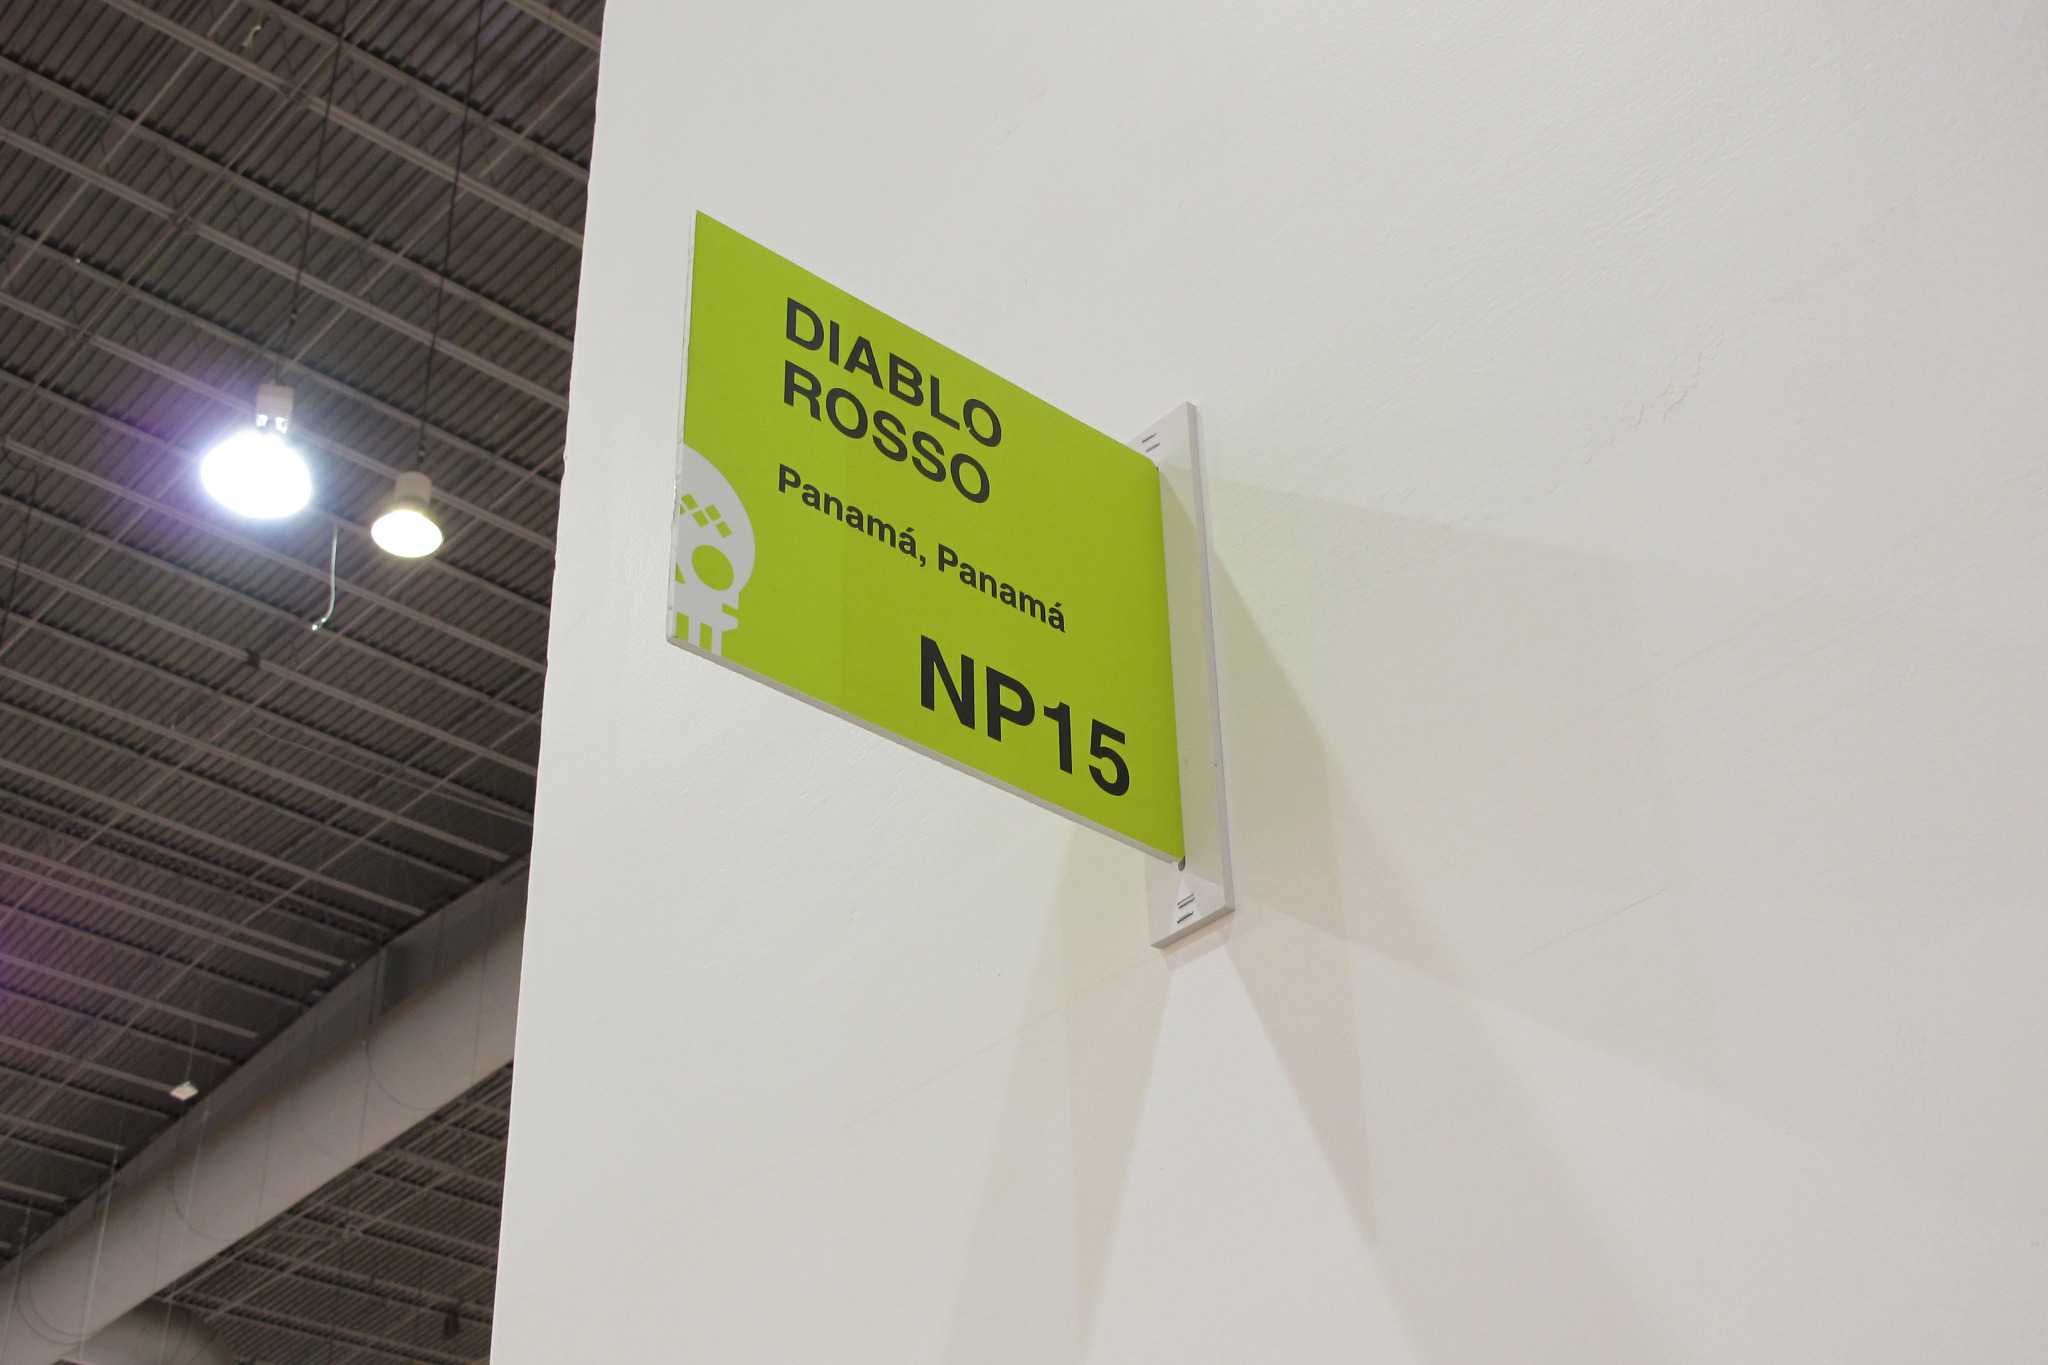 DIABLO
ROSSO
Panamá, Panamá
NP15